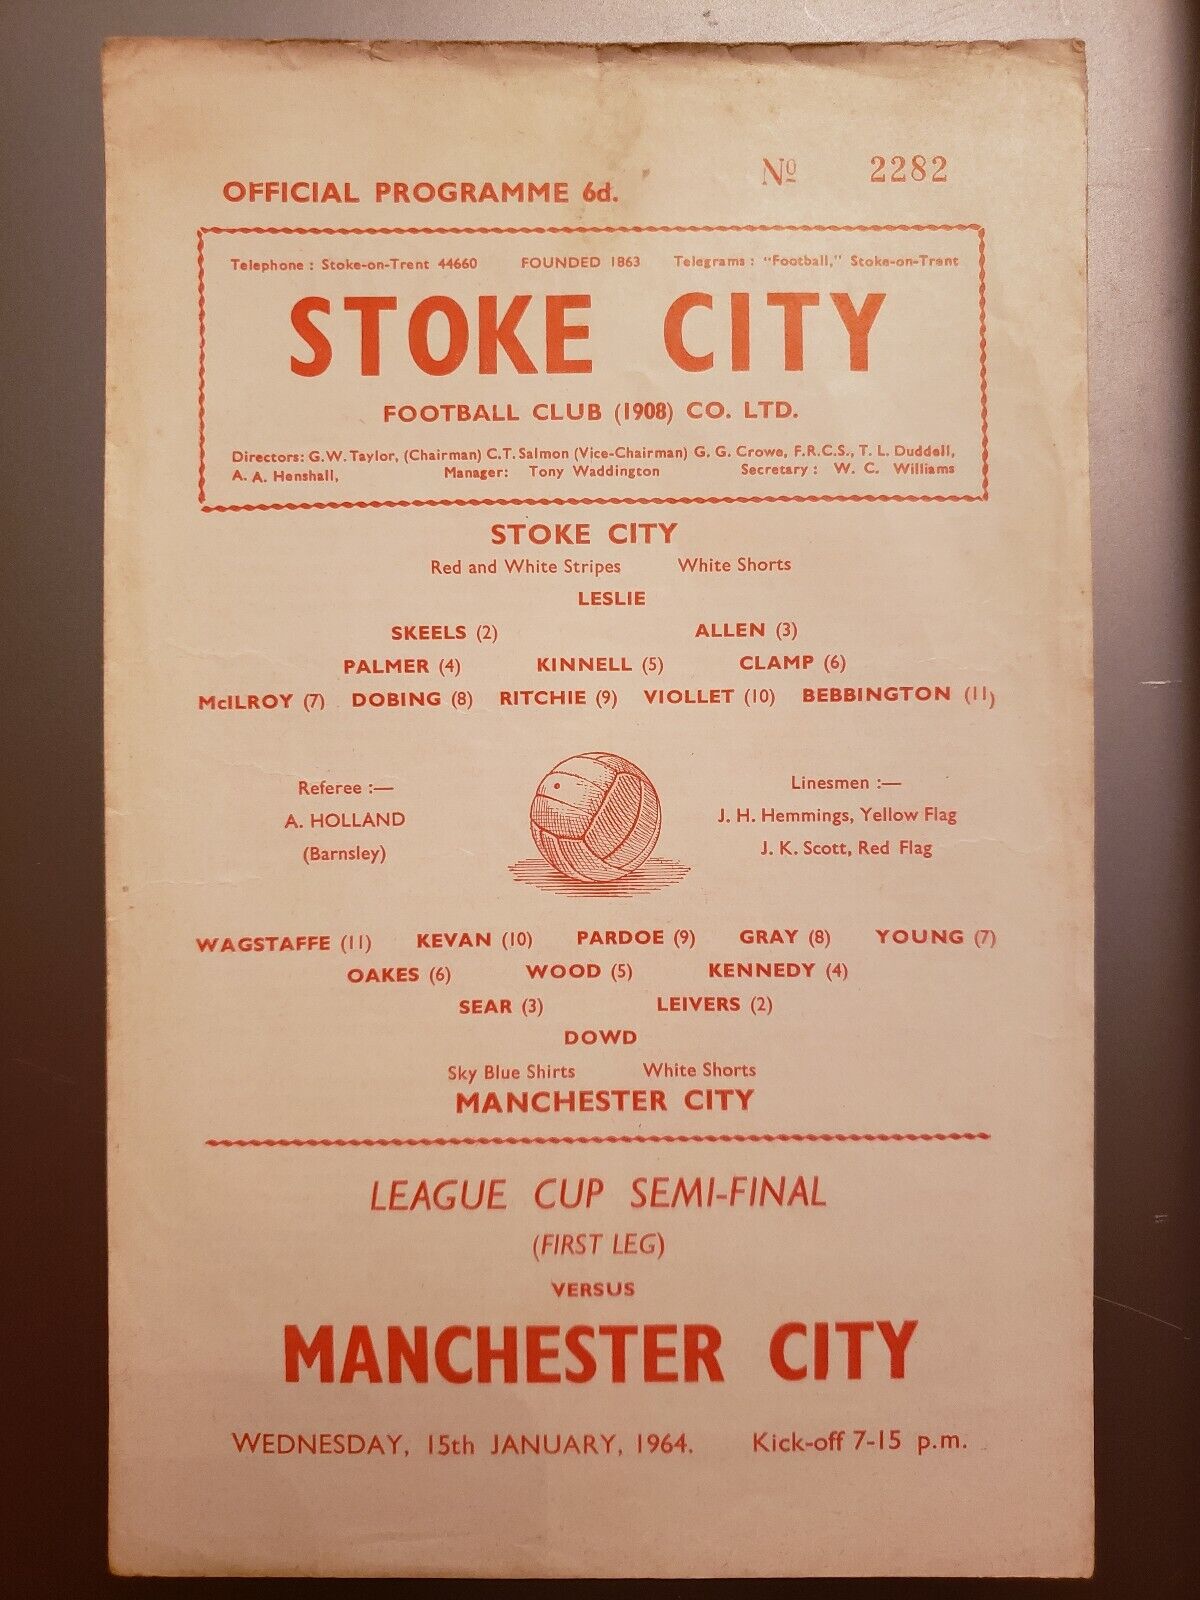 OFFICIAL PROGRAMME 6d. Nº 2282
Telephone : Stoke-on-Trent 44660 FOUNDED 1863 Telegrams : "Football," Stoke-on-Trent
STOKE CITY
FOOTBALL CLUB (1908) CO. LTD.
Directors: G.W. Taylor, (Chairman) C.T. Salmon (Vice-Chairman) G. G. Crowe, F.R.C.S., T. L. Duddell,
A. A. Henshall, Manager: Tony Waddington Secretary : W. C. Williams
STOKE CITY
Red and White Stripes White Shorts
LESLIE
SKEELS (2) ALLEN (3)
PALMER (4) KINNELL (5) CLAMP (6)
McILROY (7) DOBING (8) RITCHIE (9) VIOLLET (10) BEBBINGTON (11)
Referee :— Linesmen :—
A. HOLLAND J. H. Hemmings, Yellow Flag
(Barnsley) J. K. Scott, Red Flag
WAGSTAFFE (11) KEVAN (10) PARDOE (9) GRAY (8) YOUNG (7)
OAKES (6) WOOD (5) KENNEDY (4)
SEAR (3) LEIVERS (2)
DOWD
Sky Blue Shirts White Shorts
MANCHESTER CITY
LEAGUE CUP SEMI-FINAL
(FIRST LEG)
VERSUS
MANCHESTER CITY
WEDNESDAY, 15th JANUARY, 1964. Kick-off 7-15 p.m.